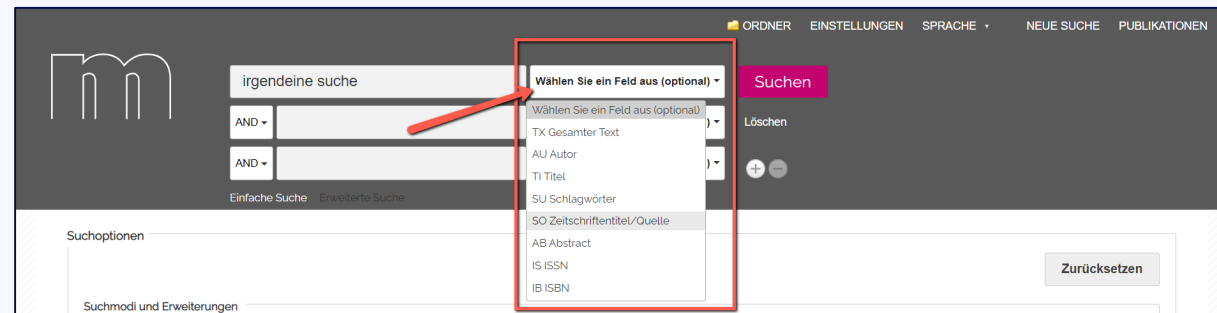 ORDNER EINSTELLUNGEN SPRACHE NEUE SUCHE PUBLIKATIONEN
m
irgendeine suche Wählen Sie ein Feld aus (optional) Suchen
Wählen Sie ein Feld aus (optional)
AND ) Löschen
TX Gesamter Text
AU Autor
AND )
TI Titel
SU Schlagwörter
Einfache Suche Erweiterte Suche
SO Zeitschriftentitel/Quelle
Suchoptionen
AB Abstract
IS ISSN
Zurücksetzen
IB ISBN
Suchmodi und Erweiterungen